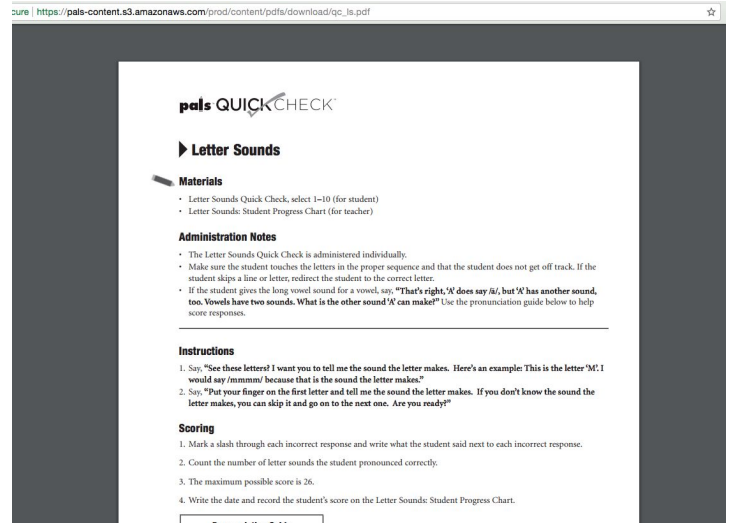 cure | https://pals-content.s3.amazonaws.com/prod/content/pdfs/download/qc_ls.pdf
pals QUICKCHECK
Letter Sounds
Materials
• Letter Sounds Quick Check, select 1–10 (for student)
• Letter Sounds: Student Progress Chart (for teacher)
Administration Notes
• The Letter Sounds Quick Check is administered individually.
• Make sure the student touches the letters in the proper sequence and that the student does not get off track. If the
student skips a line or letter, redirect the student to the correct letter.
• If the student gives the long vowel sound for a vowel, say, “That’s right, ‘A’ does say /ā/, but ‘A’ has another sound,
too. Vowels have two sounds. What is the other sound ‘A’ can make?” Use the pronunciation guide below to help
score responses.
Instructions
1. Say, “See these letters? I want you to tell me the sound the letter makes. Here’s an example: This is the letter ‘M’. I
would say /mmmm/ because that is the sound the letter makes.”
2. Say, “Put your finger on the first letter and tell me the sound the letter makes. If you don’t know the sound the
letter makes, you can skip it and go on to the next one. Are you ready?”
Scoring
1. Mark a slash through each incorrect response and write what the student said next to each incorrect response.
2. Count the number of letter sounds the student pronounced correctly.
3. The maximum possible score is 26.
4. Write the date and record the student’s score on the Letter Sounds: Student Progress Chart.